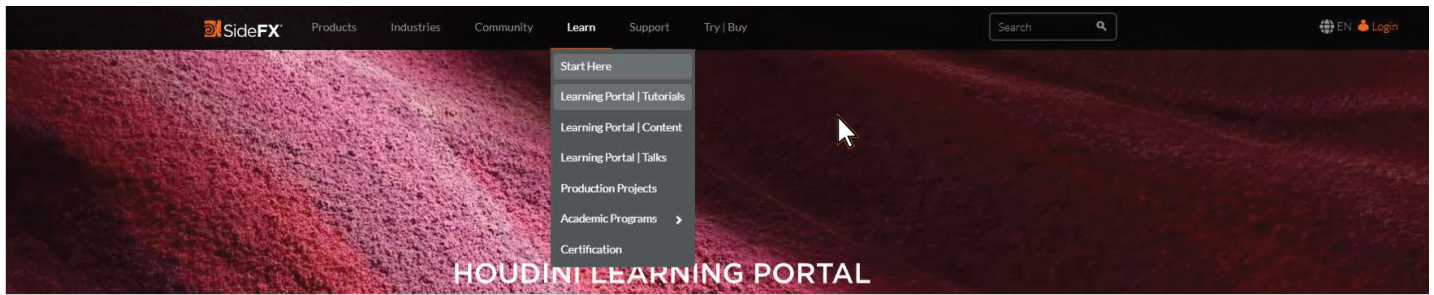 SideFX Products Industries Community Learn Support Try | Buy Search EN Login
Start Here
Learning Portal | Tutorials
Learning Portal | Content
Learning Portal | Talks
Production Projects
Academic Programs
Certification
HOUDINI LEARNING PORTAL